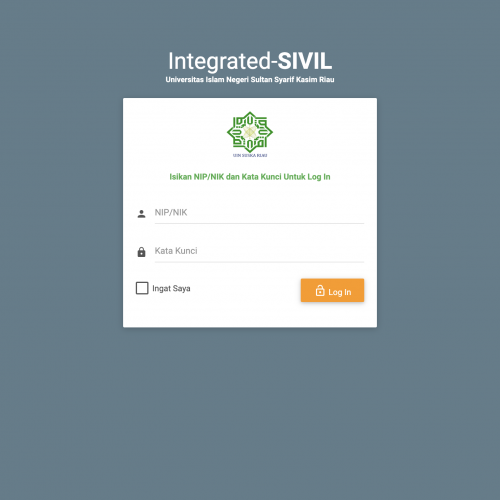 Integrated-SIVIL
Universitas Islam Negeri Sultan Syarif Kasim Riau
UIN SUSKA RIAU
Isikan NIP/NIK dan Kata Kunci Untuk Log In
NIP/NIK
Kata Kunci
Ingat Saya
Log In